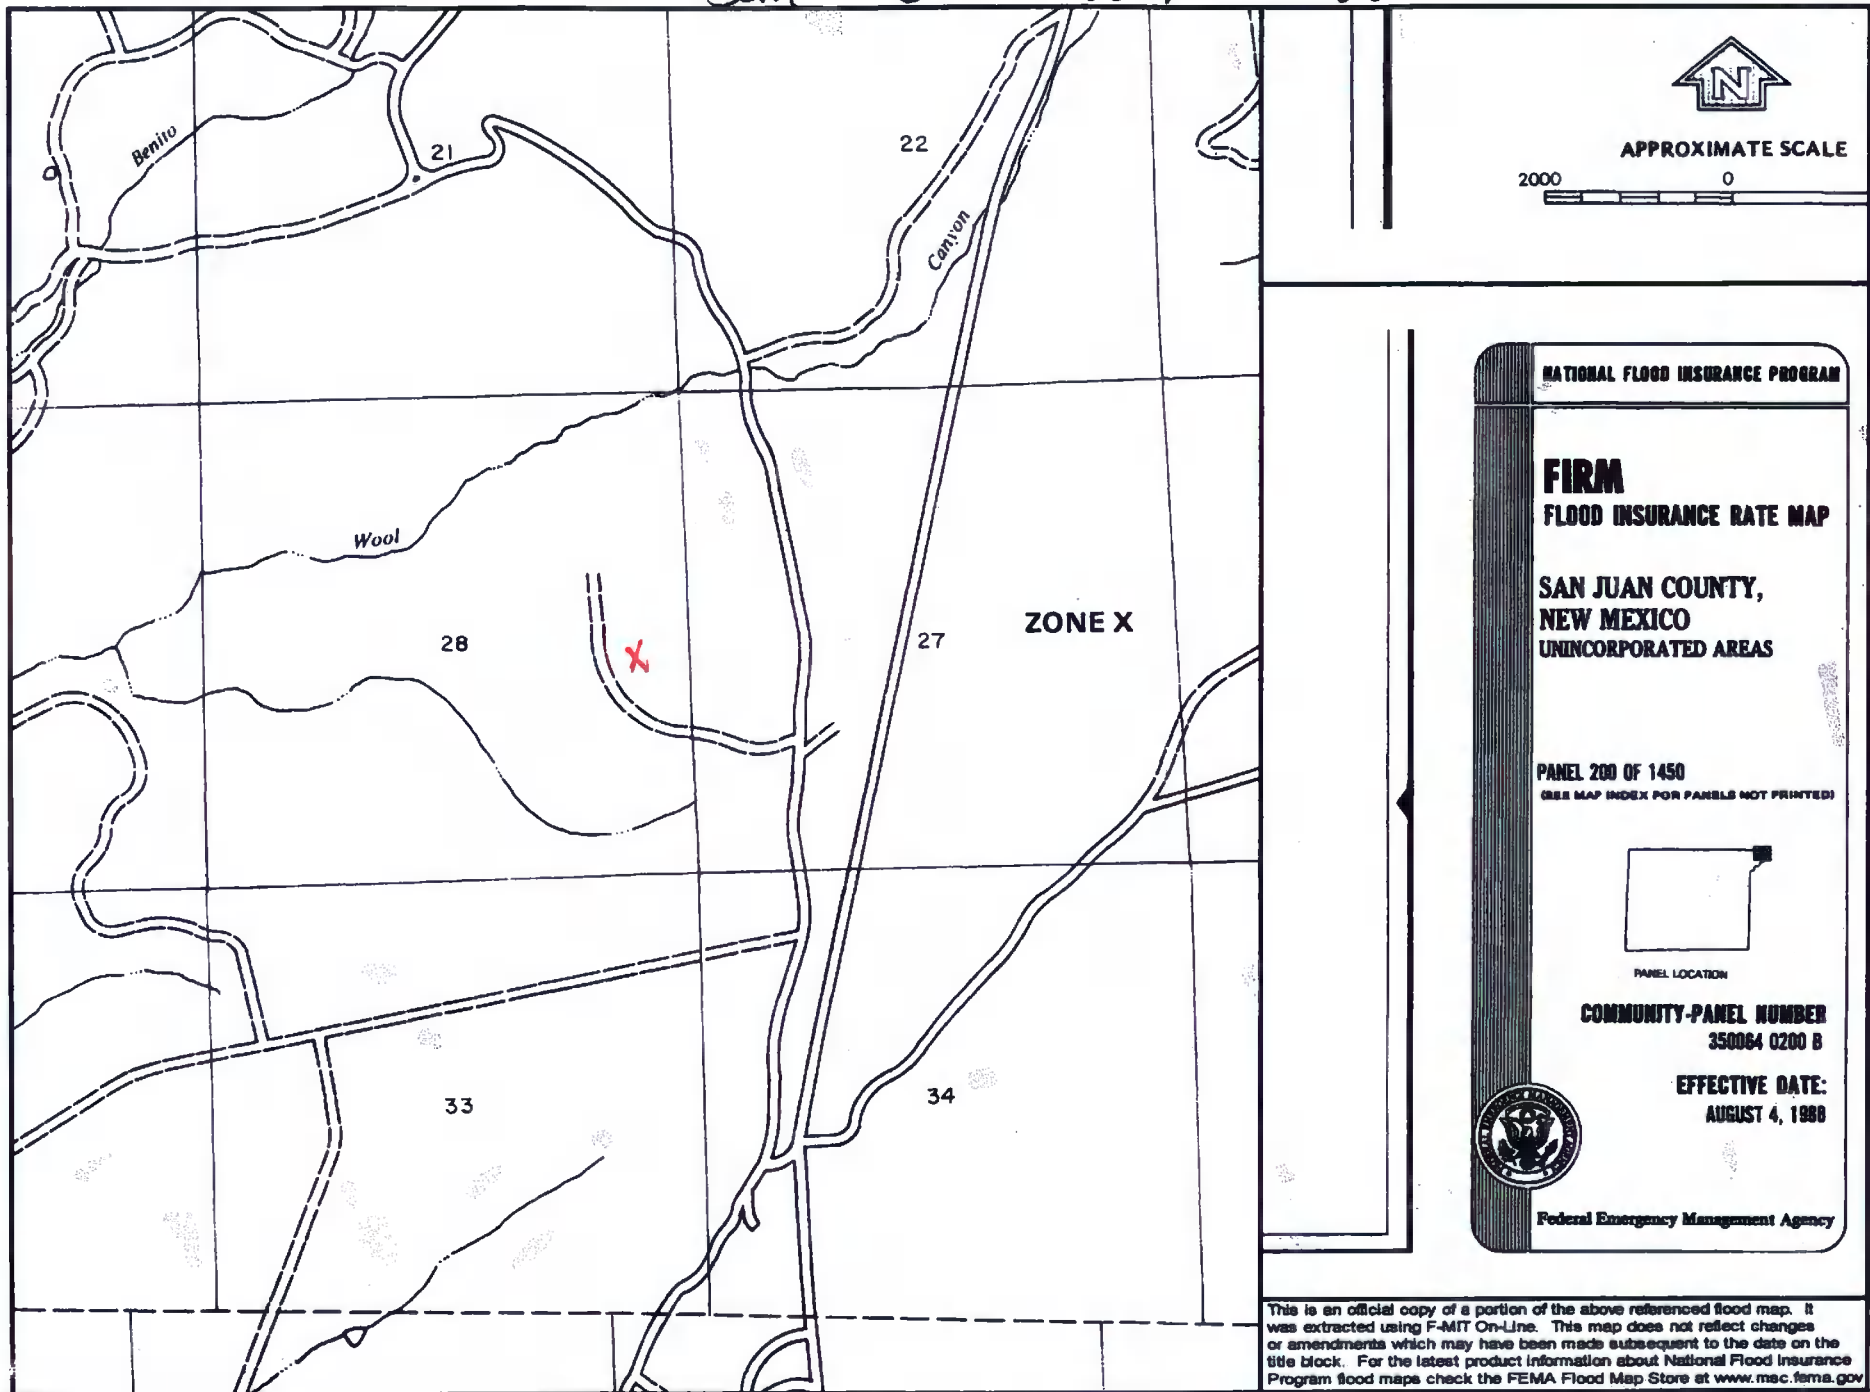 Benito
21
22
Canyon
Wool
28
X
27
ZONE X
33
34
N
APPROXIMATE SCALE
2000 0
NATIONAL FLOOD INSURANCE PROGRAM
FIRM
FLOOD INSURANCE RATE MAP
SAN JUAN COUNTY,
NEW MEXICO
UNINCORPORATED AREAS
PANEL 200 OF 1450
(SEE MAP INDEX FOR PANELS NOT PRINTED)
PANEL LOCATION
COMMUNITY-PANEL NUMBER
350064 0200 B
EFFECTIVE DATE:
AUGUST 4, 1988
Federal Emergency Management Agency
This is an official copy of a portion of the above referenced flood map. It
was extracted using F-MIT On-Line. This map does not reflect changes
or amendments which may have been made subsequent to the date on the
title block. For the latest product information about National Flood Insurance
Program flood maps check the FEMA Flood Map Store at www.msc.fema.gov